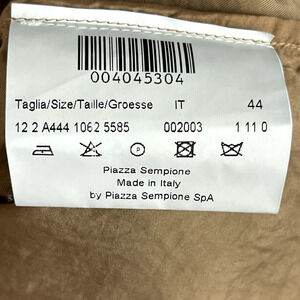 004045304
Taglia/Size/Taille/Groesse IT 44
12 2 A444 1062 5585 002003 1 11 0
Piazza Sempione
Made in Italy
by Piazza Sempione SpA